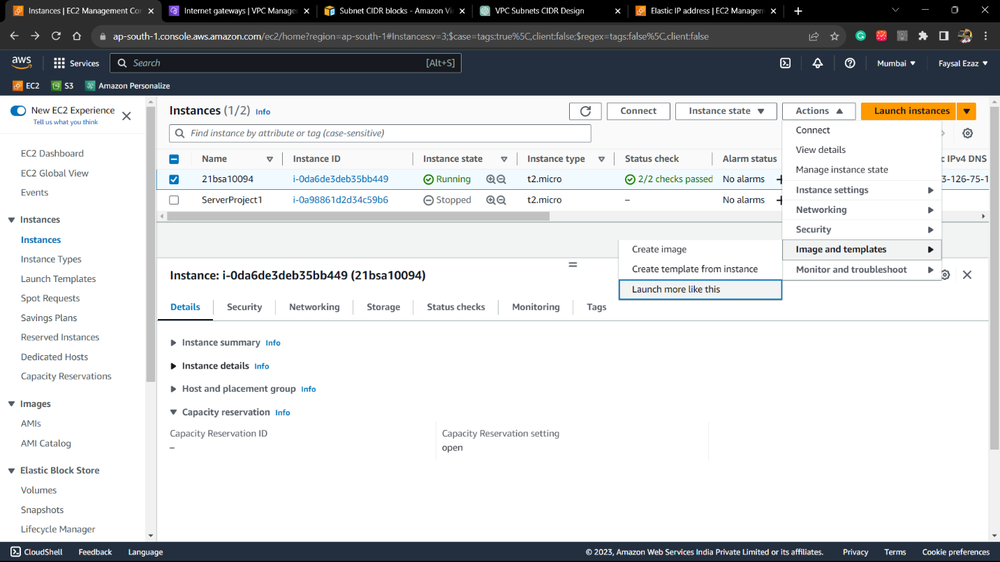 Instances | EC2 Management Con
Internet gateways | VPC Manager
Subnet CIDR blocks - Amazon Vi
VPC Subnets CIDR Design
Elastic IP address | EC2 Managem
ap-south-1.console.aws.amazon.com/ec2/home?region=ap-south-1#Instances:v=3;$case=tags:true%5C,client:false;$regex=tags:false%5C,client:false
aws
Services
Search
[Alt+S]
Mumbai
Faysal Ezaz
EC2
S3
Amazon Personalize
New EC2 Experience
Tell us what you think
EC2 Dashboard
EC2 Global View
Events
Instances
Instances
Instance Types
Launch Templates
Spot Requests
Savings Plans
Reserved Instances
Dedicated Hosts
Capacity Reservations
Images
AMIs
AMI Catalog
Elastic Block Store
Volumes
Snapshots
Lifecycle Manager
Instances (1/2) Info
Connect
Instance state
Actions
Launch instances
Find instance by attribute or tag (case-sensitive)
Name Instance ID Instance state Instance type Status check Alarm status c IPv4 DNS
21bsa10094 i-0da6de3deb35bb449 Running t2.micro 2/2 checks passed No alarms 3-126-75-1
ServerProject1 i-0a98861d2d34c59b6 Stopped t2.micro – No alarms
Connect
View details
Manage instance state
Instance settings
Networking
Security
Image and templates
Monitor and troubleshoot
Create image
Create template from instance
Launch more like this
Instance: i-0da6de3deb35bb449 (21bsa10094)
Details Security Networking Storage Status checks Monitoring Tags
Instance summary Info
Instance details Info
Host and placement group Info
Capacity reservation Info
Capacity Reservation ID
–
Capacity Reservation setting
open
CloudShell Feedback Language © 2023, Amazon Web Services India Private Limited or its affiliates. Privacy Terms Cookie preferences